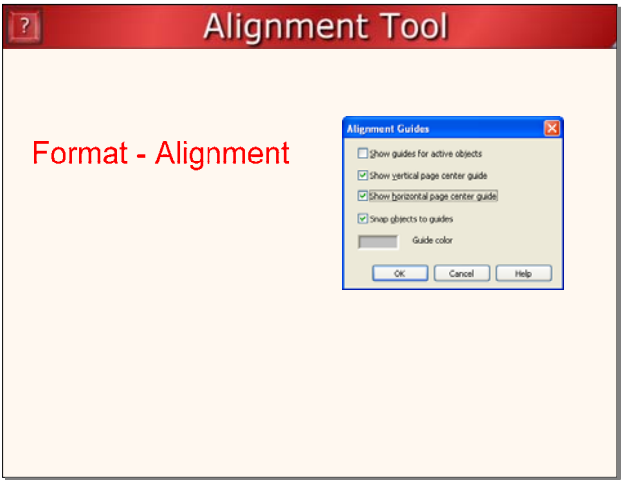 ?
Alignment Tool
Format - Alignment
Alignment Guides
Show guides for active objects
Show vertical page center guide
Show horizontal page center guide
Snap objects to guides
Guide color
OK Cancel Help